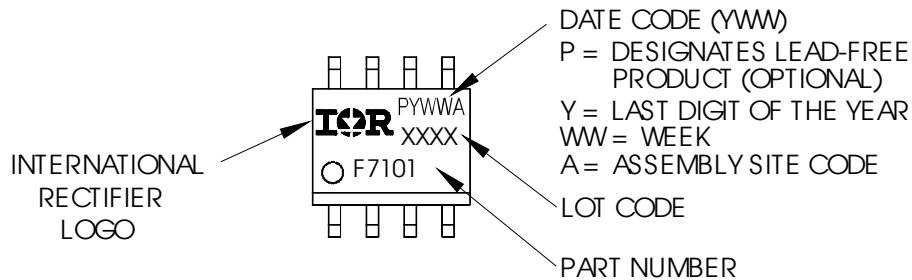 DATE CODE (YWW)
P = DESIGNATES LEAD-FREE
PRODUCT (OPTIONAL)
Y = LAST DIGIT OF THE YEAR
WW = WEEK
A = ASSEMBLY SITE CODE
LOT CODE
PART NUMBER
INTERNATIONAL
RECTIFIER
LOGO
IOR
PYWWA
XXXX
F7101